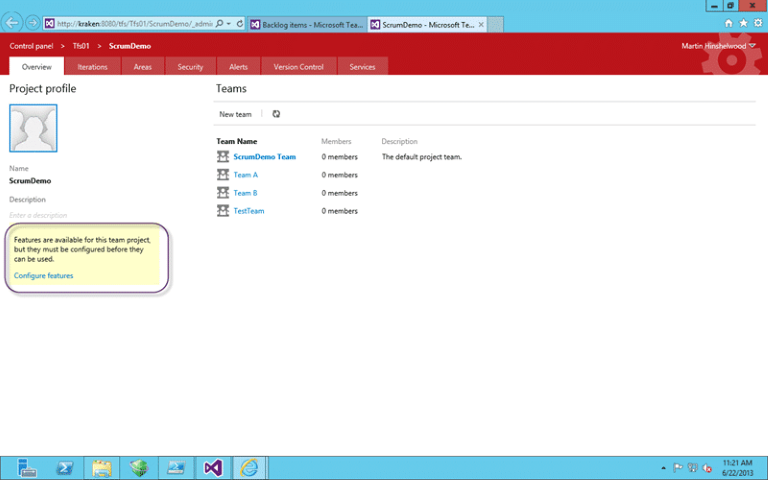 http://kraken:8080/tfs/Tfs01/ScrumDemo/_admin
Backlog items - Microsoft Tea...
ScrumDemo - Microsoft Te...
Control panel > Tfs01 > ScrumDemo
Martin Hinshelwood
Overview Iterations Areas Security Alerts Version Control Services
Project profile
Teams
New team
Team Name Members Description
ScrumDemo Team 0 members The default project team.
Team A 0 members
Team B 0 members
TestTeam 0 members
Name
ScrumDemo
Description
Enter a description
Features are available for this team project,
but they must be configured before they
can be used.
Configure features
11:21 AM
6/22/2013